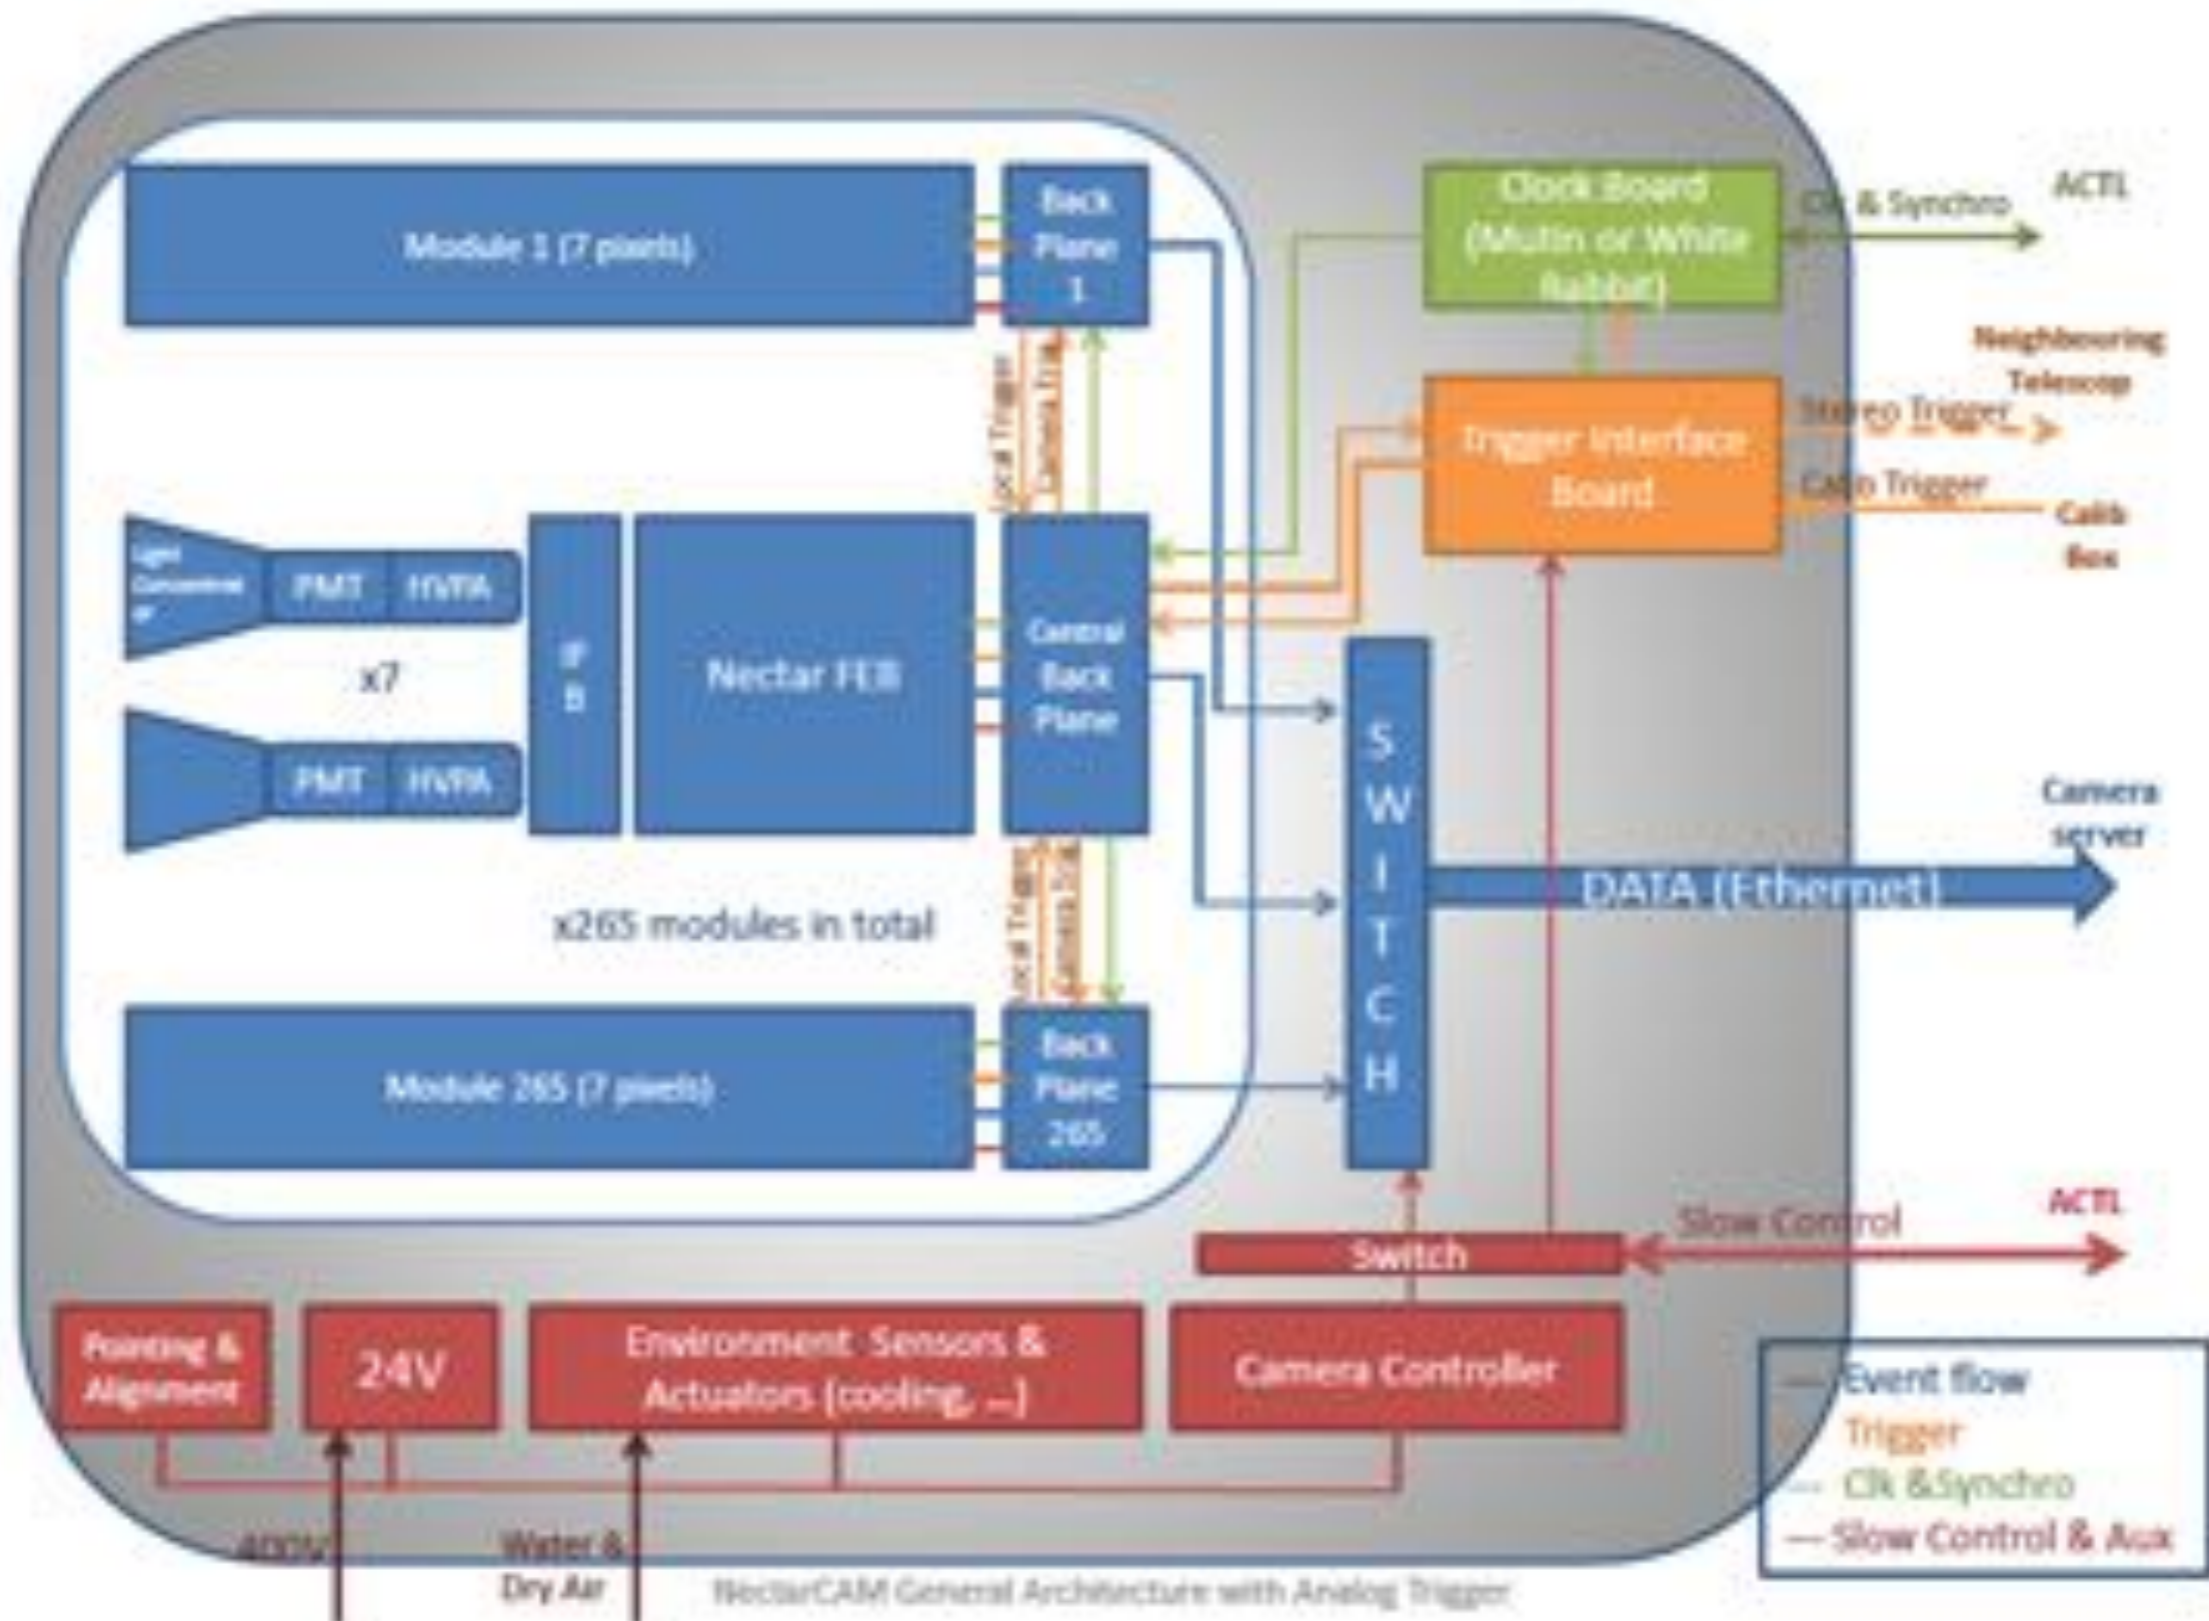 Module 1 (7 pixels)
Back
Plane
1
Clock Board
(Mutin or White
Rabbit)
Clk & Synchro
ACTL
Neighbouring
Telescop
Stereo Trigger
Trigger Interface
Board
Trigger
Calib
Box
Local Trigger
Camera
Light
PMT
HVPA
x7
PMT
HVPA
Nectar FEB
Central
Back
Plane
S
W
I
T
C
H
Camera
server
DATA (Ethernet)
x265 modules in total
Local Trigger
Camera
Module 265 (7 pixels)
Back
Plane
265
Slow Control
ACTL
Switch
Pointing &
Alignment
24V
Environment Sensors &
Actuators (cooling, ...)
Camera Controller
Event flow
Trigger
Clk &Synchro
Slow Control & Aux
Water &
Dry Air
NectarCAM General Architecture with Analog Trigger